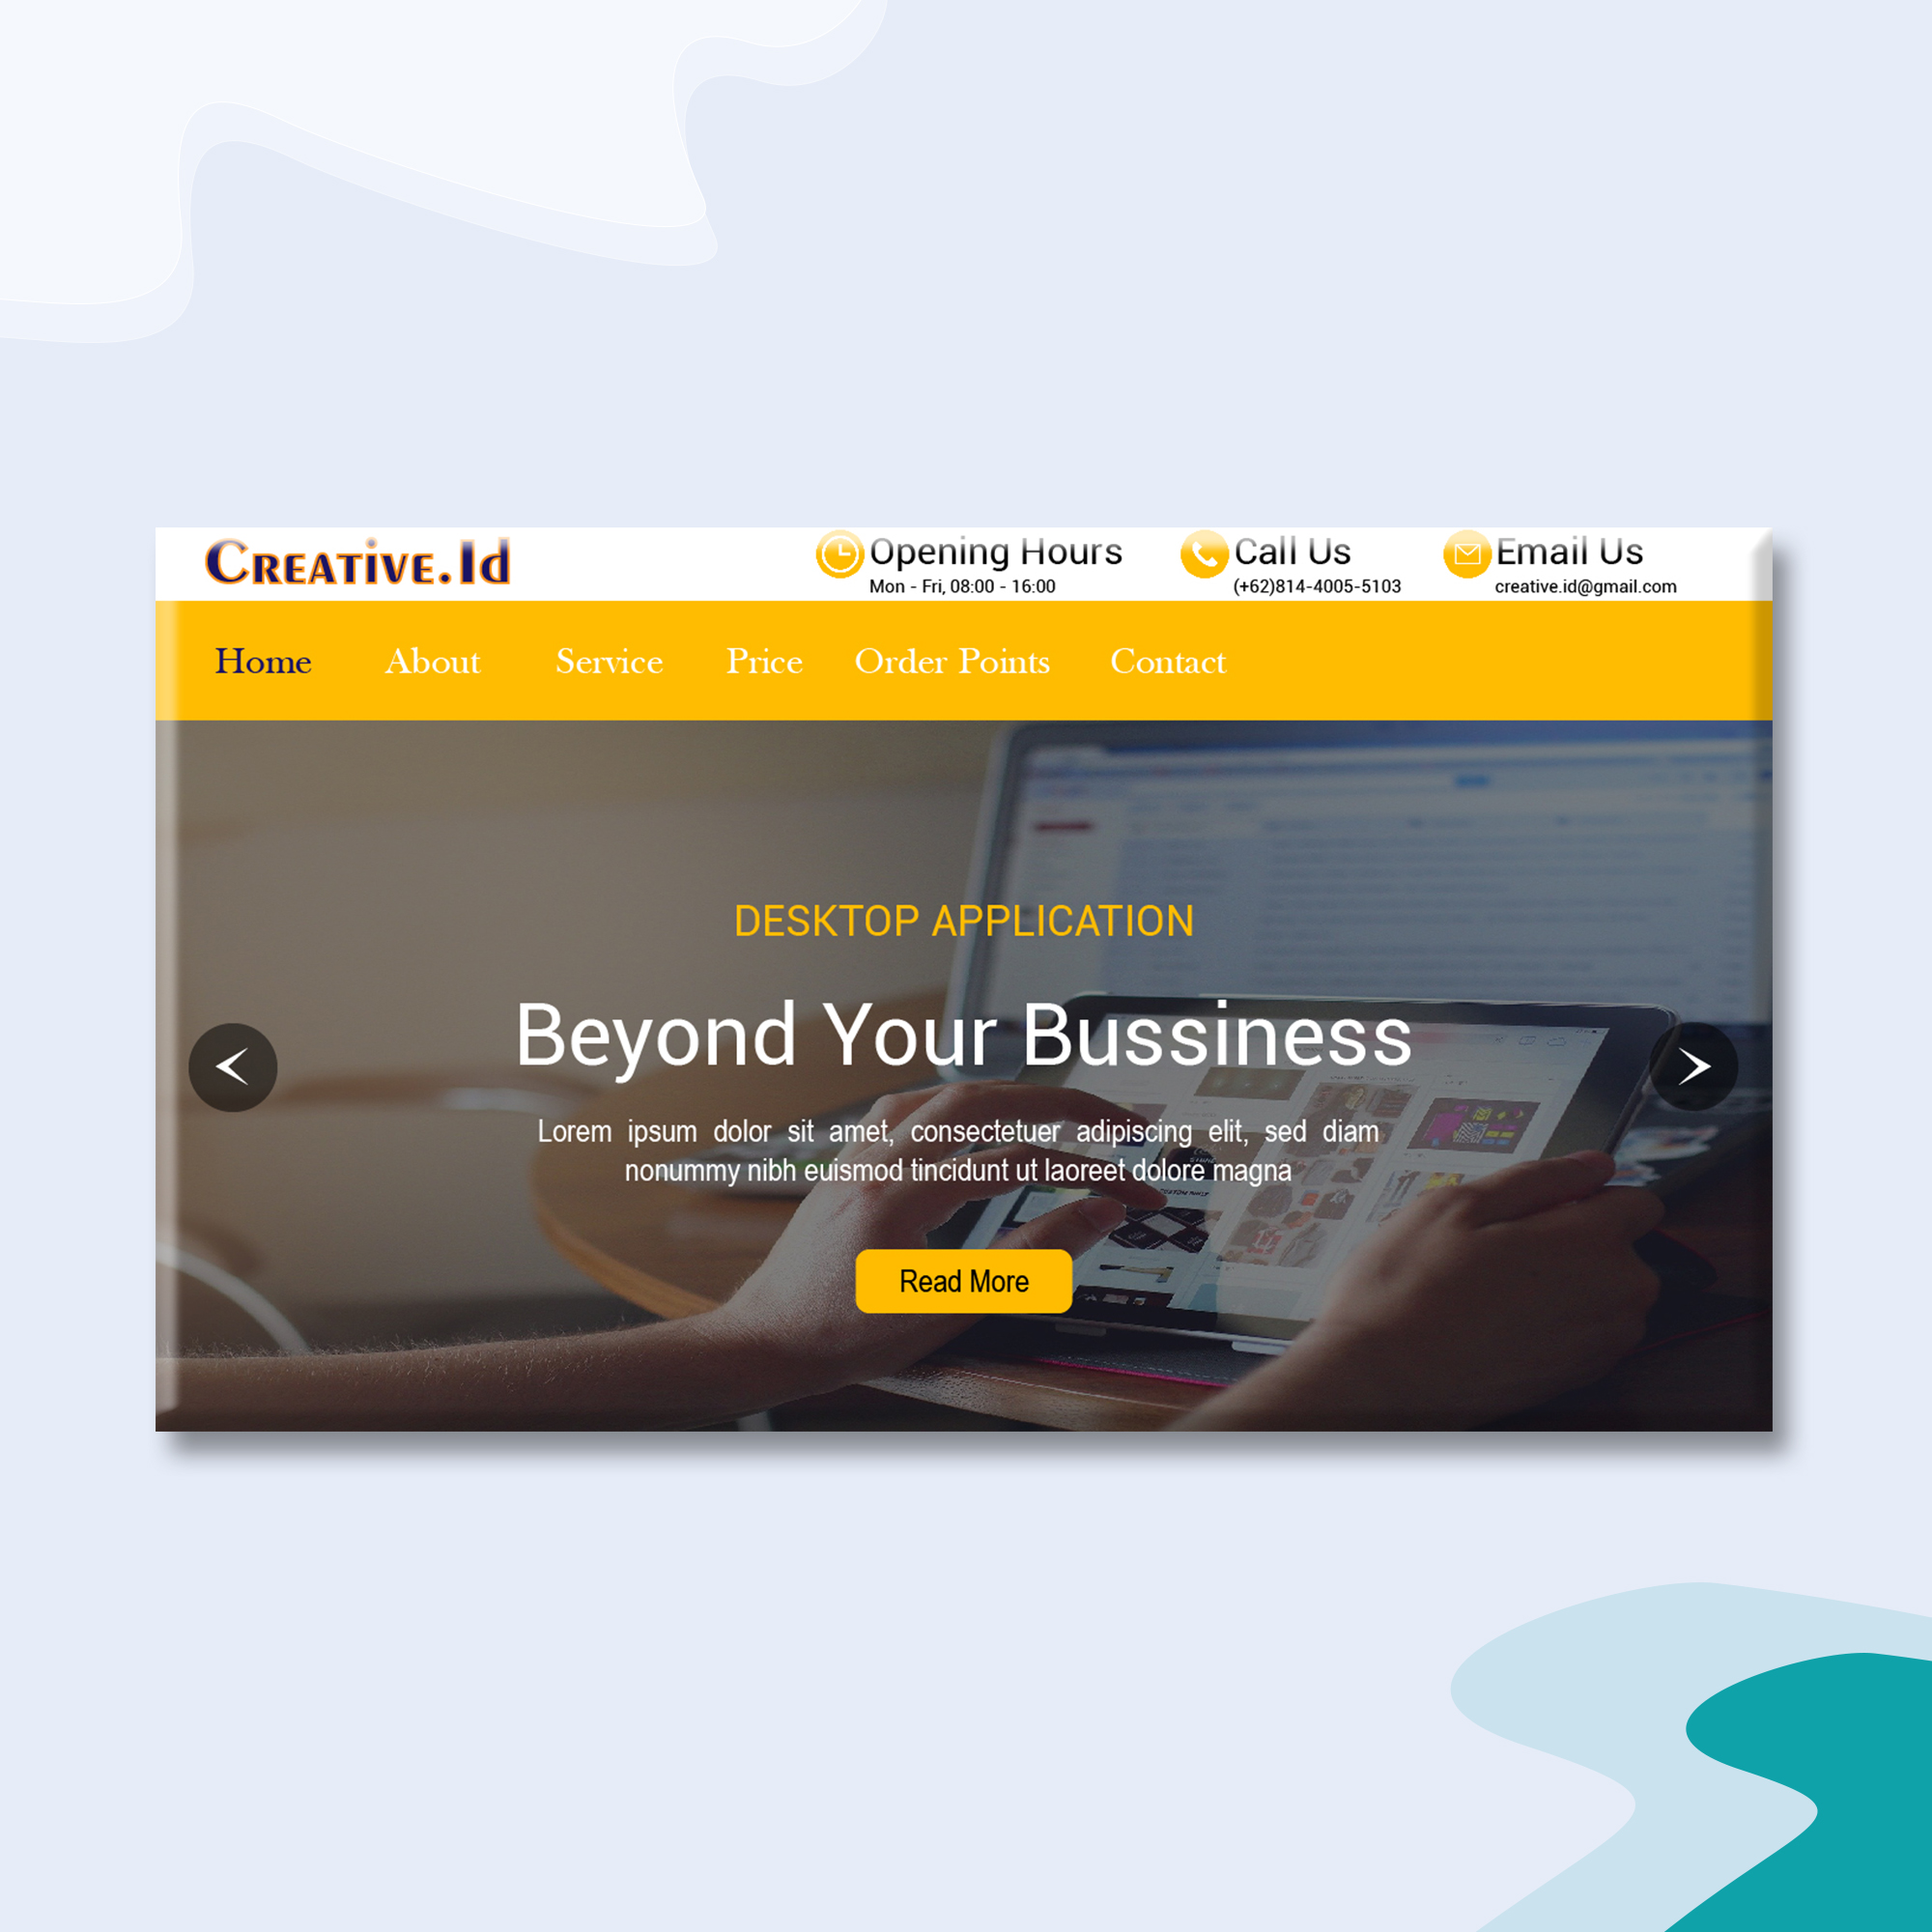 Creative.Id
Opening Hours
Mon - Fri, 08:00 - 16:00
Call Us
(+62)814-4005-5103
Email Us
creative.id@gmail.com
Home About Service Price Order Points Contact
DESKTOP APPLICATION
Beyond Your Bussiness
Lorem ipsum dolor sit amet, consectetuer adipiscing elit, sed diam
nonummy nibh euismod tincidunt ut laoreet dolore magna
Read More